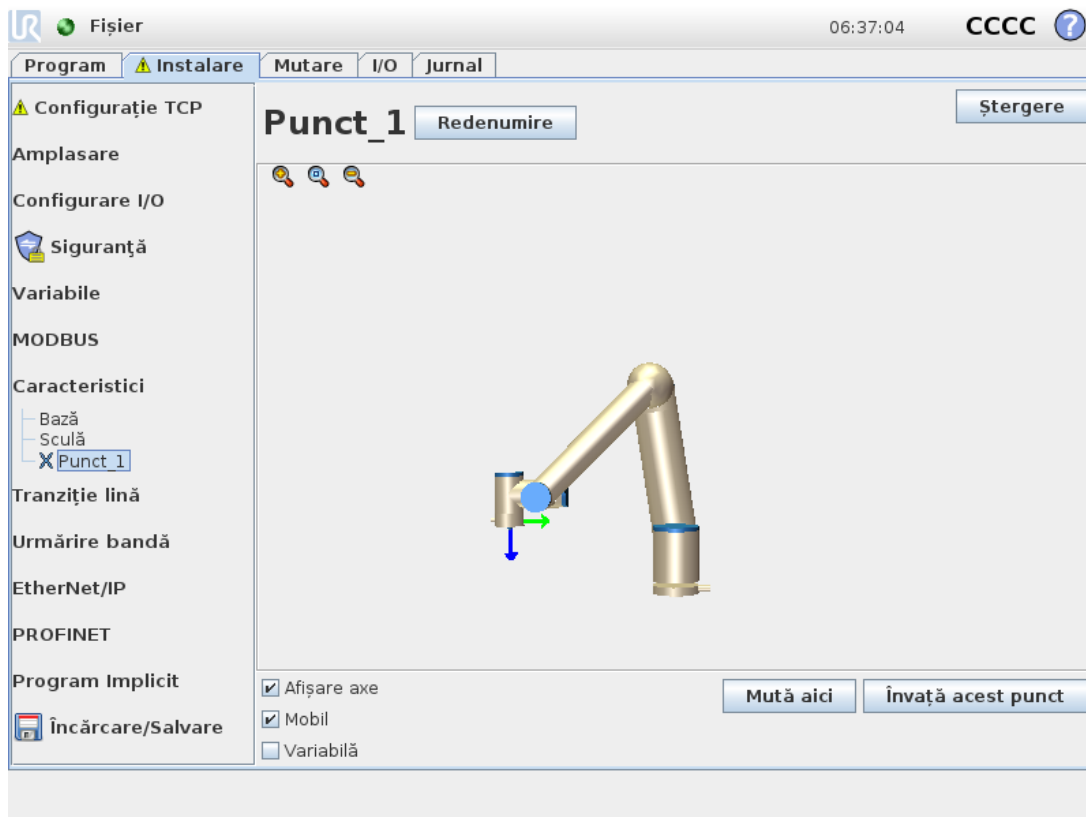 UR Fișier 06:37:04 CCCC ?
Program Instalare Mutare I/O Jurnal
Configurație TCP
Amplasare
Configurare I/O
Siguranţă
Variabile
MODBUS
Caracteristici
Bază
Sculă
Punct_1
Tranziție lină
Urmărire bandă
EtherNet/IP
PROFINET
Program Implicit
Încărcare/Salvare
Punct_1 Redenumire Ștergere
Afișare axe
Mobil
Variabilă
Mută aici Învață acest punct